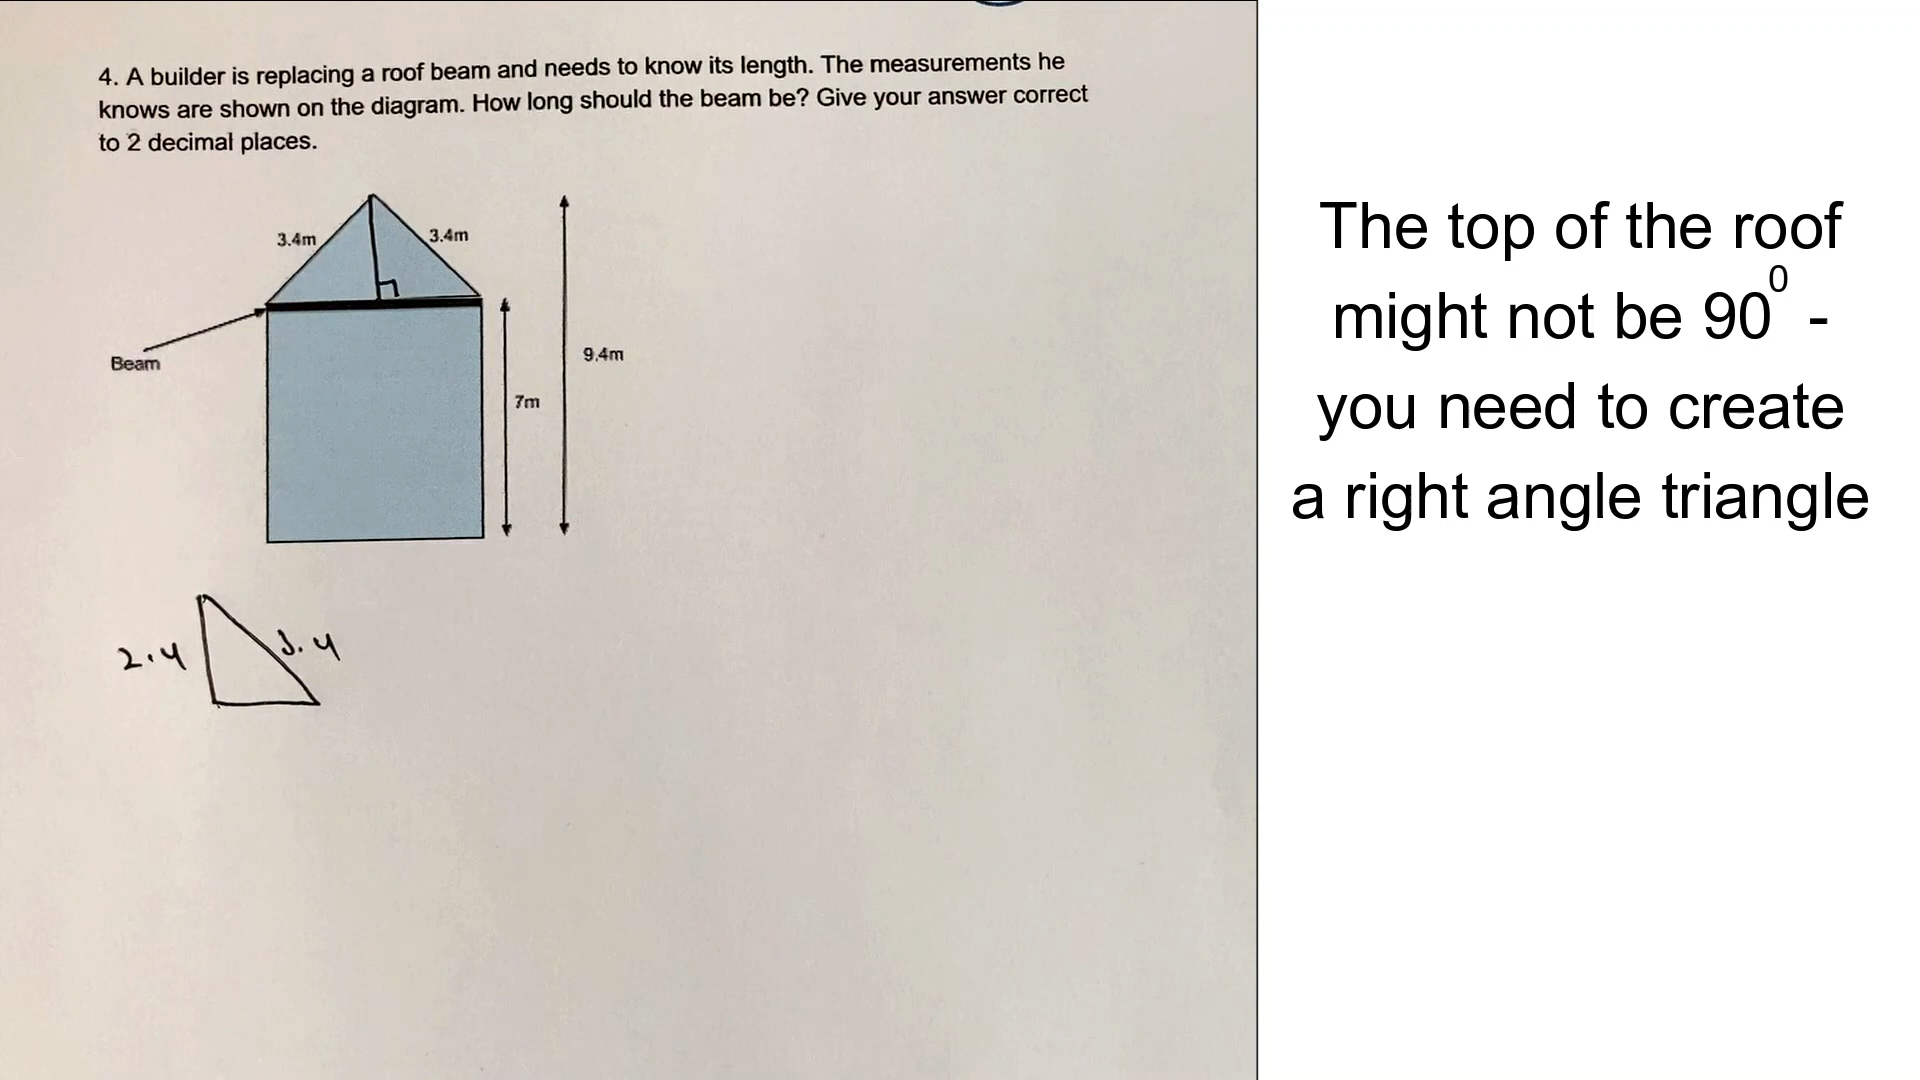 4. A builder is replacing a roof beam and needs to know its length. The measurements he
knows are shown on the diagram. How long should the beam be? Give your answer correct
to 2 decimal places.
3.4m
3.4m
Beam
9.4m
7m
2.4
3.4
The top of the roof
might not be 90⁰ -
you need to create
a right angle triangle